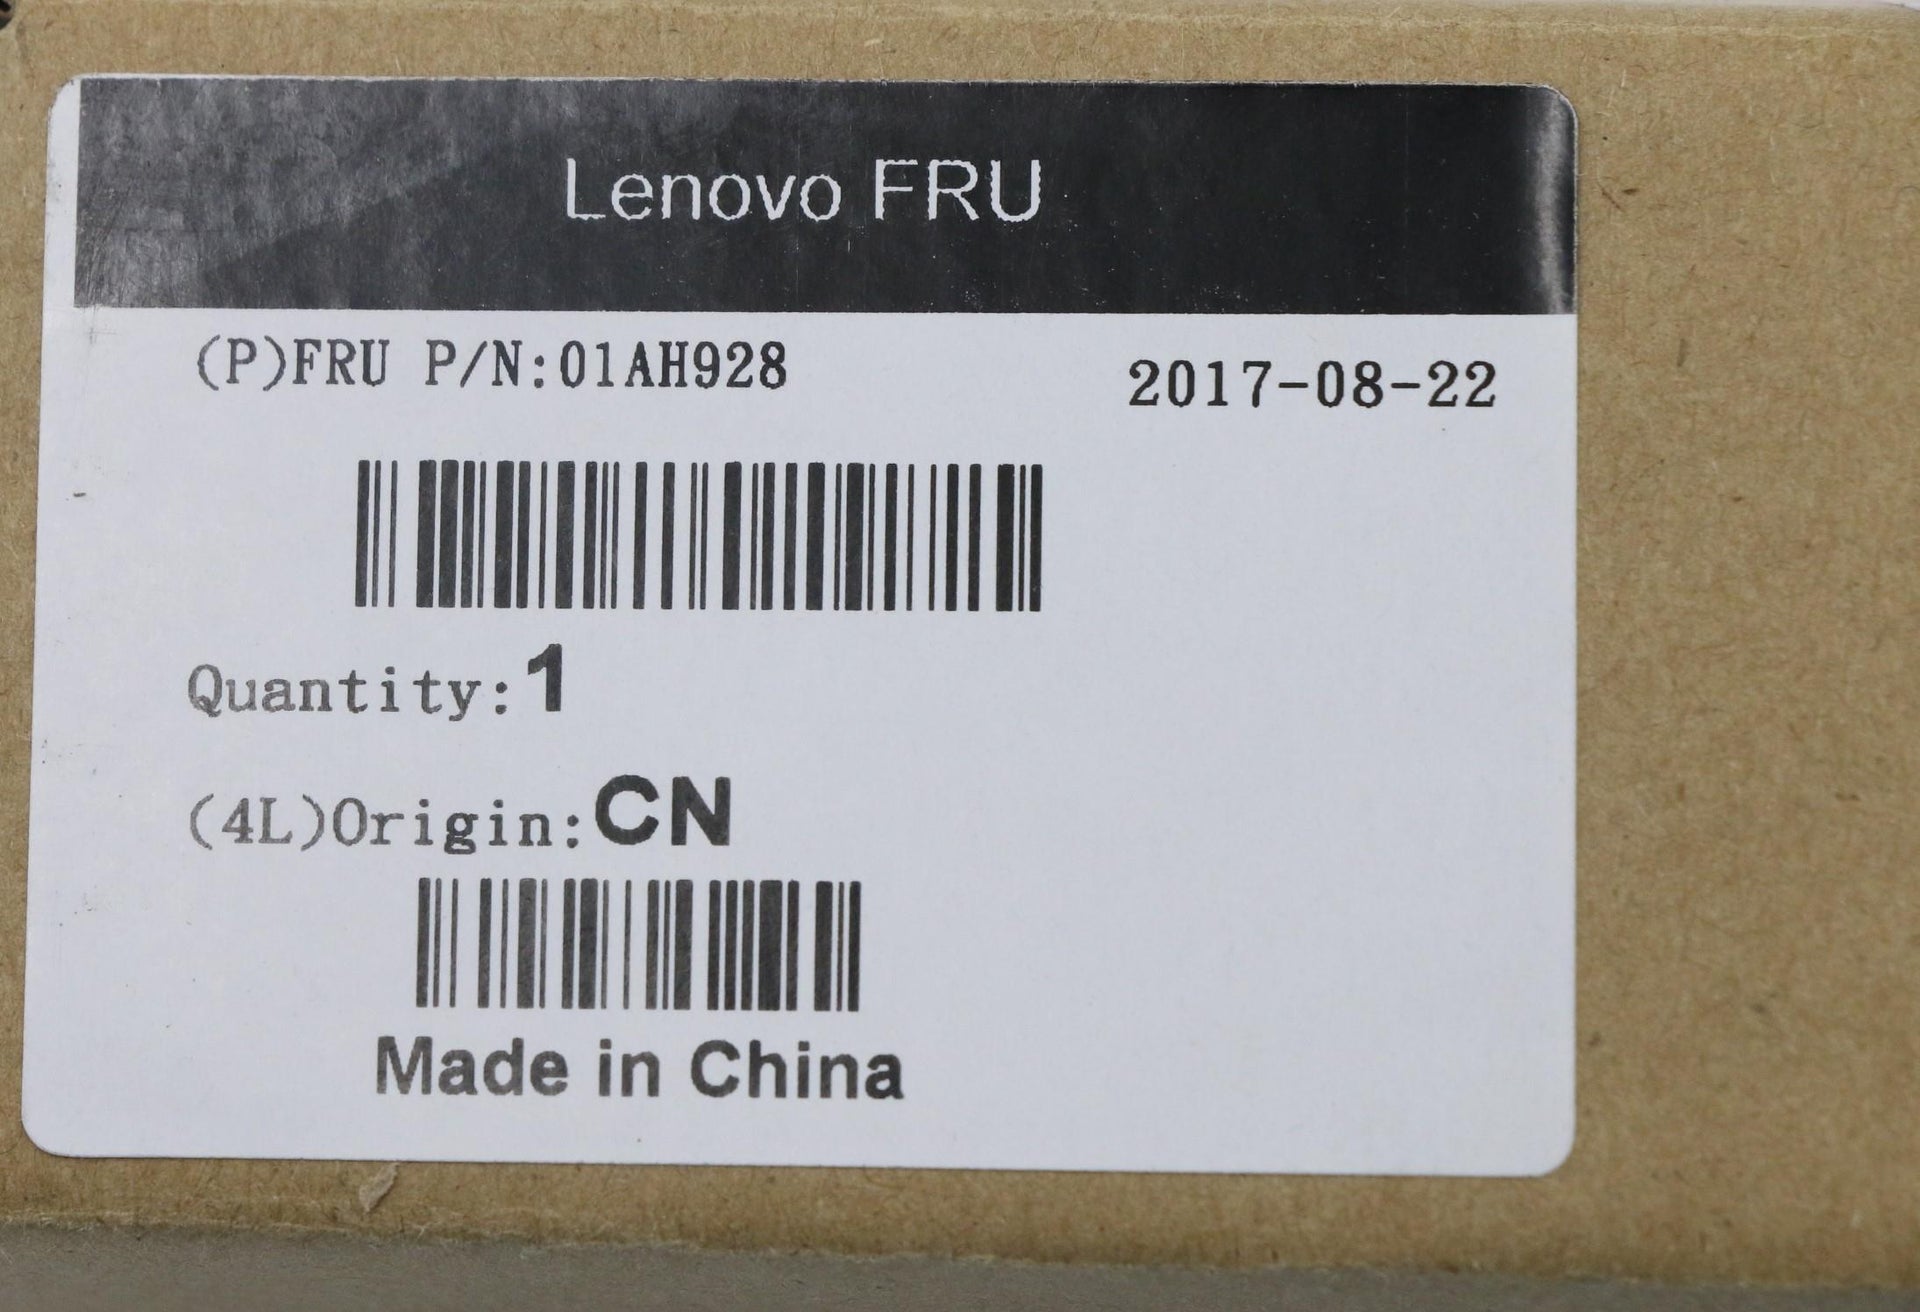 Lenovo FRU
(P)FRU P/N:01AH928 2017-08-22
Quantity:1
(4L)Origin:CN
Made in China